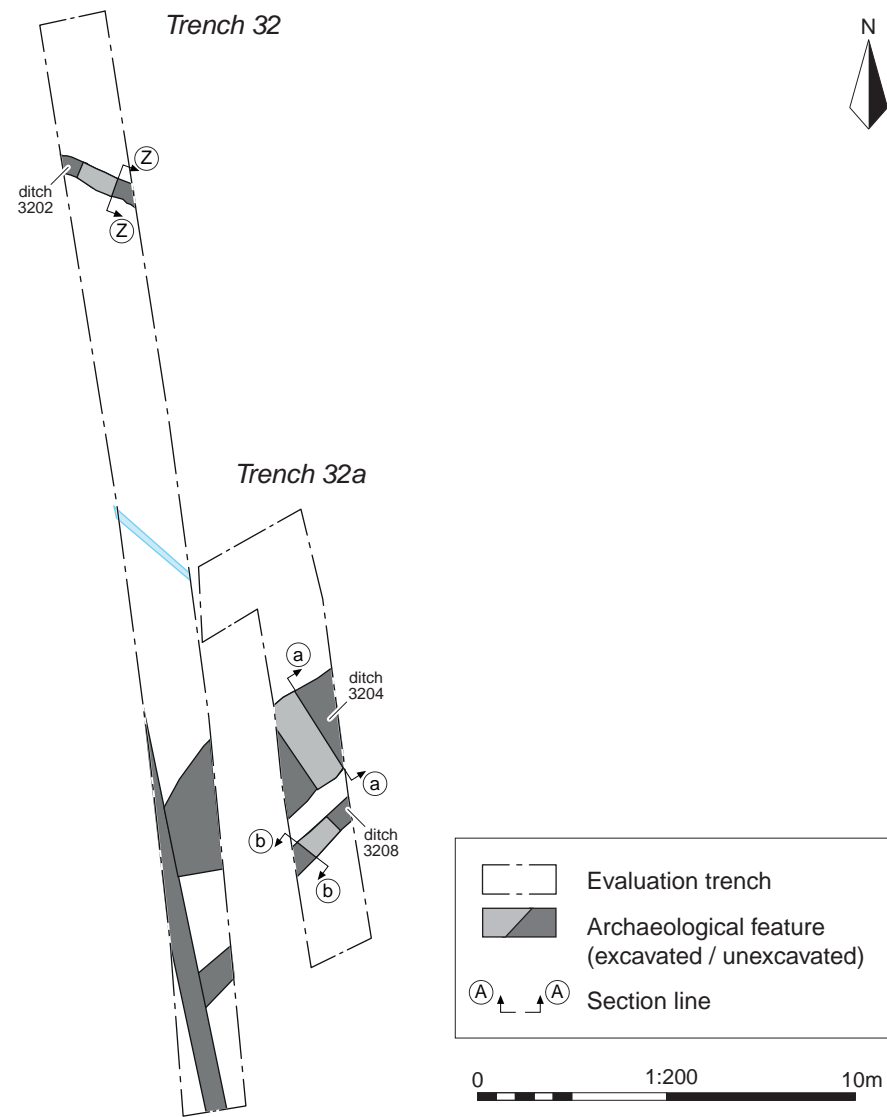 Trench 32
N
Z
ditch
3202
Z
Trench 32a
a
ditch
3204
a
b
ditch
3208
b
Evaluation trench
Archaeological feature
(excavated / unexcavated)
A A Section line
0 1:200 10m